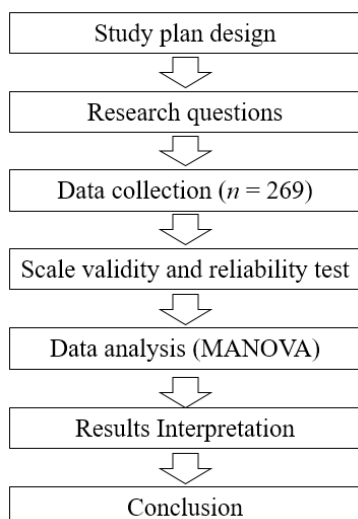 Study plan design
Research questions
Data collection (n = 269)
Scale validity and reliability test
Data analysis (MANOVA)
Results Interpretation
Conclusion